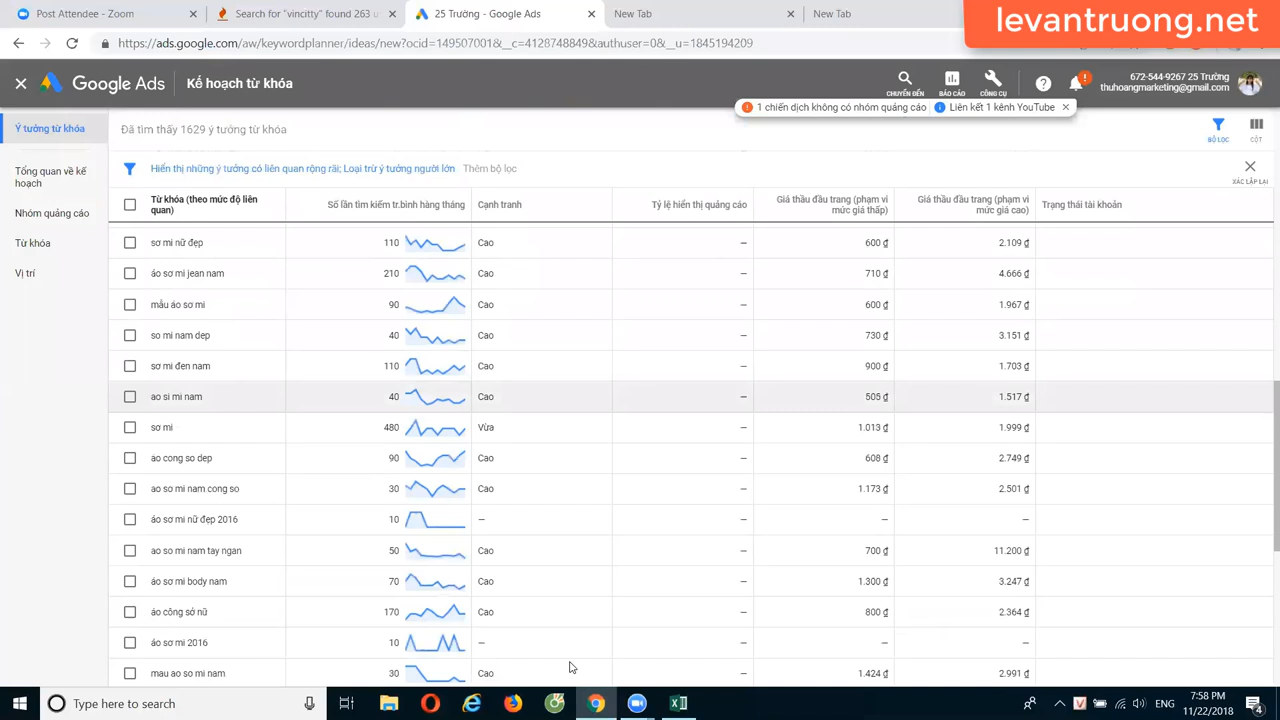 Post Attendee - Zoom
Search for "vincitty" found 263
25 Trường - Google Ads
New Tab
New Tab
levantruong.net
https://ads.google.com/aw/keywordplanner/ideas/new?ocid=149507001&__c=4128748849&authuser=0&__u=1845194209
Google Ads
Kế hoạch từ khóa
CHUYỂN ĐẾN
BÁO CÁO
CÔNG CỤ
672-544-9267 25 Trường
thuhoangmarketing@gmail.com
1 chiến dịch không có nhóm quảng cáo
Liên kết 1 kênh YouTube
Ý tưởng từ khóa
Tổng quan về kế hoạch
Nhóm quảng cáo
Từ khóa
Vị trí
Đã tìm thấy 1629 ý tưởng từ khóa
BỘ LỌC
CỘT
Hiển thị những ý tưởng có liên quan rộng rãi; Loại trừ ý tưởng người lớn
Thêm bộ lọc
XÁC LẬP LẠI
Từ khóa (theo mức độ liên quan)
Số lần tìm kiếm tr.bình hàng tháng
Cạnh tranh
Tỷ lệ hiển thị quảng cáo
Giá thầu đầu trang (phạm vi mức giá thấp)
Giá thầu đầu trang (phạm vi mức giá cao)
Trạng thái tài khoản
sơ mi nữ đẹp 110 Cao – 600 ₫ 2.109 ₫
áo sơ mi jean nam 210 Cao – 710 ₫ 4.666 ₫
mẫu áo sơ mi 90 Cao – 600 ₫ 1.967 ₫
so mi nam dep 40 Cao – 730 ₫ 3.151 ₫
sơ mi đen nam 110 Cao – 900 ₫ 1.703 ₫
ao si mi nam 40 Cao – 505 ₫ 1.517 ₫
sơ mi 480 Vừa – 1.013 ₫ 1.999 ₫
ao cong so dep 90 Cao – 608 ₫ 2.749 ₫
ao sơ mi nam cong so 30 Cao – 1.173 ₫ 2.501 ₫
áo sơ mi nữ đẹp 2016 10 – – – –
ao so mi nam tay ngan 50 Cao – 700 ₫ 11.200 ₫
áo sơ mi body nam 70 Cao – 1.300 ₫ 3.247 ₫
áo công sở nữ 170 Cao – 800 ₫ 2.364 ₫
áo sơ mi 2016 10 – – – –
mau ao so mi nam 30 Cao – 1.424 ₫ 2.991 ₫
Type here to search
ENG
7:58 PM
11/22/2018
4